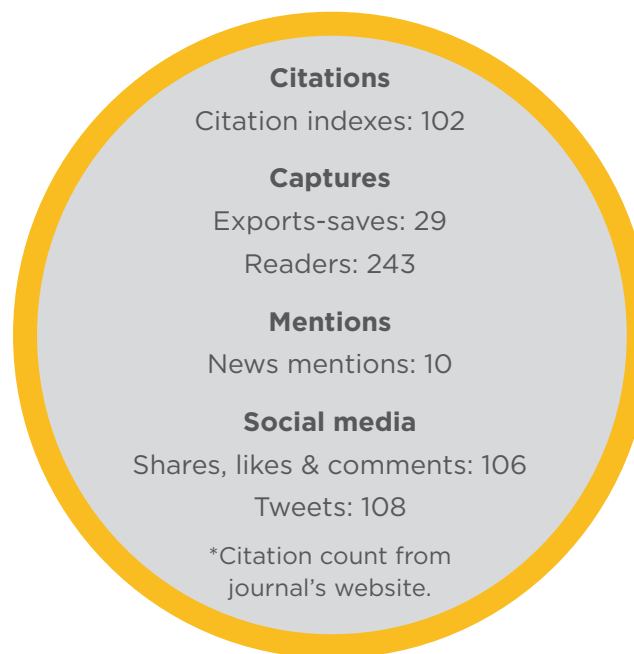 Citations
Citation indexes: 102
Captures
Exports-saves: 29
Readers: 243
Mentions
News mentions: 10
Social media
Shares, likes & comments: 106
Tweets: 108
*Citation count from
journal’s website.